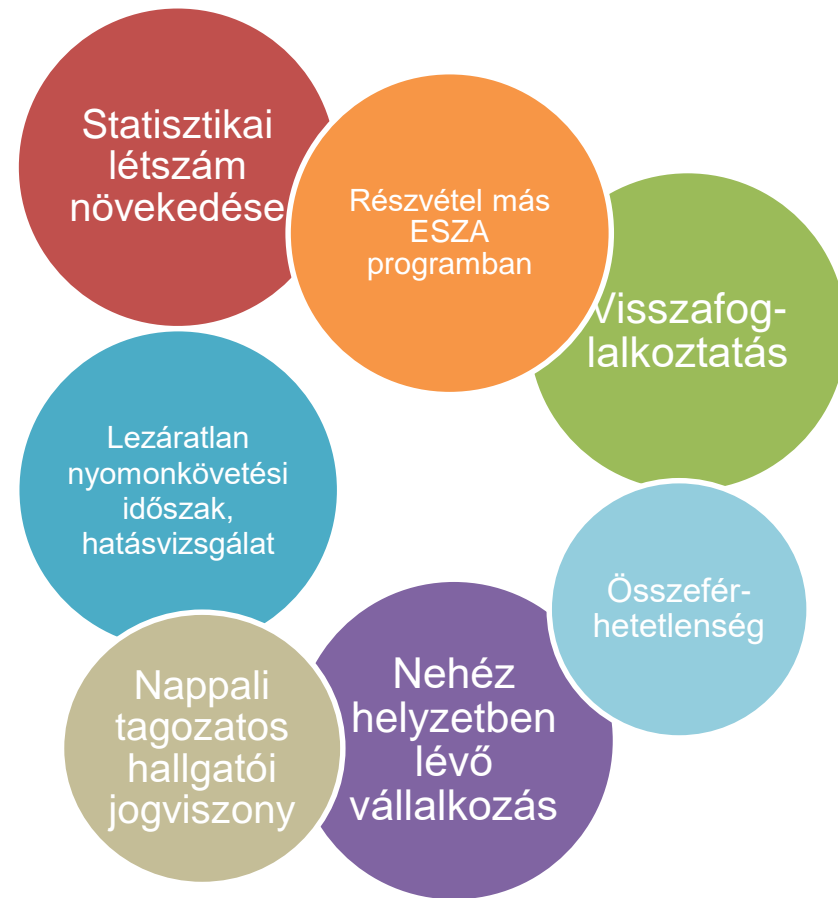 Statisztikai
létszám
növekedése
Részvétel más
ESZA
programban
Visszafog-
lalkoztatás
Lezáratlan
nyomonkövetési
időszak,
hatásvizsgálat
Összefér-
hetetlenség
Nappali
tagozatos
hallgatói
jogviszony
Nehéz
helyzetben
lévő
vállalkozás